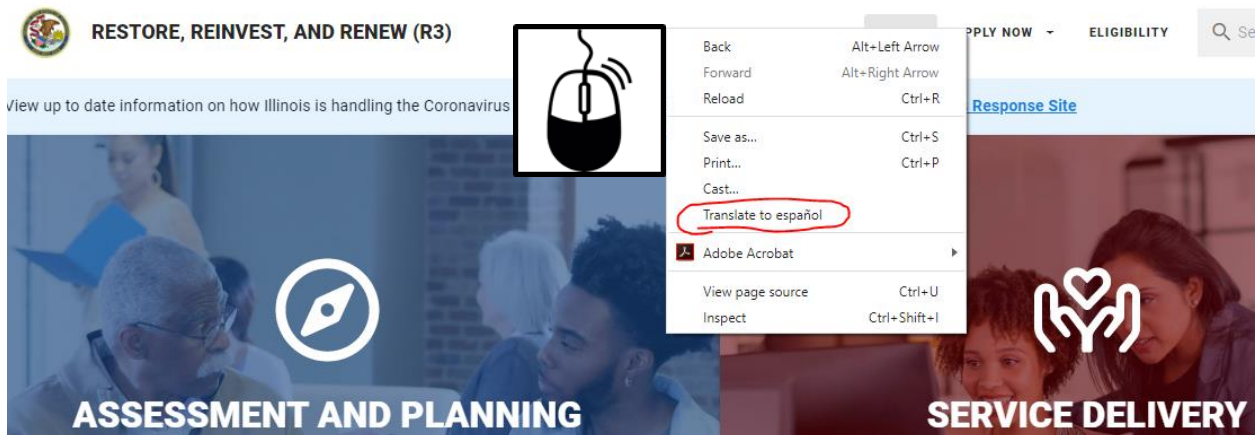 RESTORE, REINVEST, AND RENEW (R3)
APPLY NOW
ELIGIBILITY
View up to date information on how Illinois is handling the Coronavirus
Response Site
Back Alt+Left Arrow
Forward Alt+Right Arrow
Reload Ctrl+R
Save as... Ctrl+S
Print... Ctrl+P
Cast...
Translate to español
Adobe Acrobat
View page source Ctrl+U
Inspect Ctrl+Shift+I
ASSESSMENT AND PLANNING
SERVICE DELIVERY